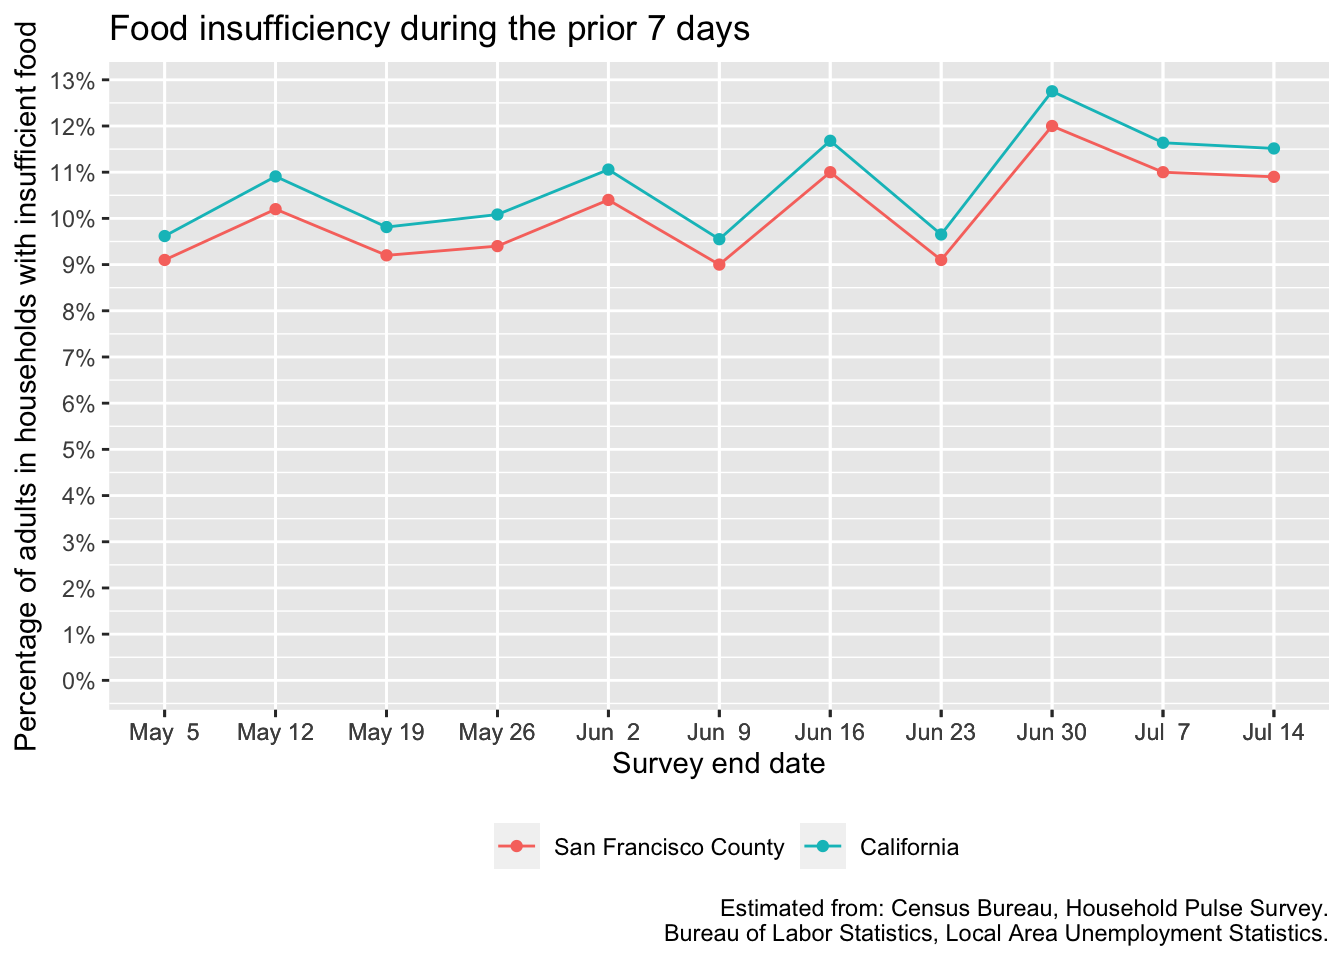 Food insufficiency during the prior 7 days
Percentage of adults in households with insufficient food
13%
12%
11%
10%
9%
8%
7%
6%
5%
4%
3%
2%
1%
0%
May 5 May 12 May 19 May 26 Jun 2 Jun 9 Jun 16 Jun 23 Jun 30 Jul 7 Jul 14
Survey end date
San Francisco County California
Estimated from: Census Bureau, Household Pulse Survey.
Bureau of Labor Statistics, Local Area Unemployment Statistics.